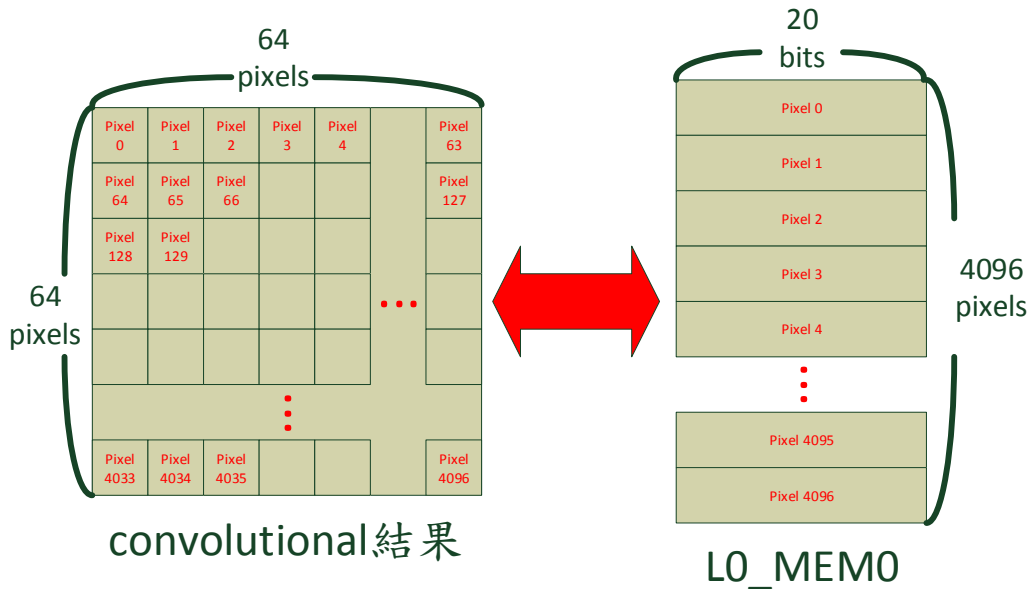 64
pixels
20
bits
Pixel
0
Pixel
1
Pixel
2
Pixel
3
Pixel
4
Pixel
63
Pixel
64
Pixel
65
Pixel
66
Pixel
127
Pixel
128
Pixel
129
64
pixels
...
Pixel
4033
Pixel
4034
Pixel
4035
Pixel
4096
convolutional結果
Pixel 0
Pixel 1
Pixel 2
Pixel 3
Pixel 4
Pixel 4095
Pixel 4096
4096
pixels
L0_MEM0